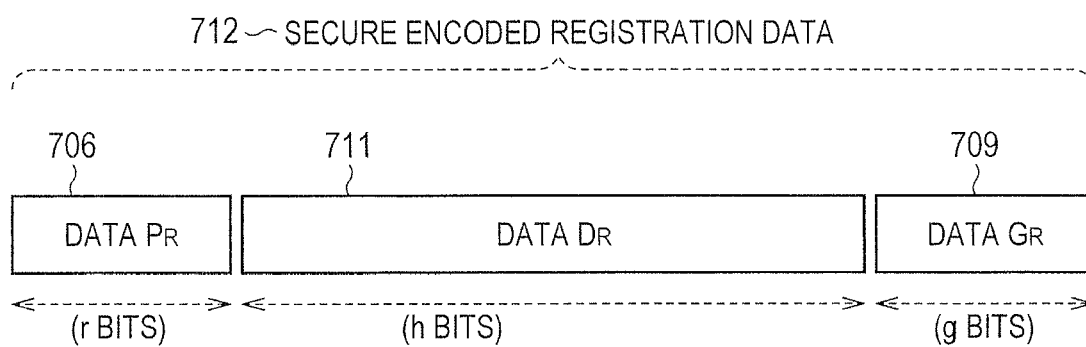 712 SECURE ENCODED REGISTRATION DATA
706 711 709
DATA PR DATA DR DATA GR
(r BITS) (h BITS) (g BITS)